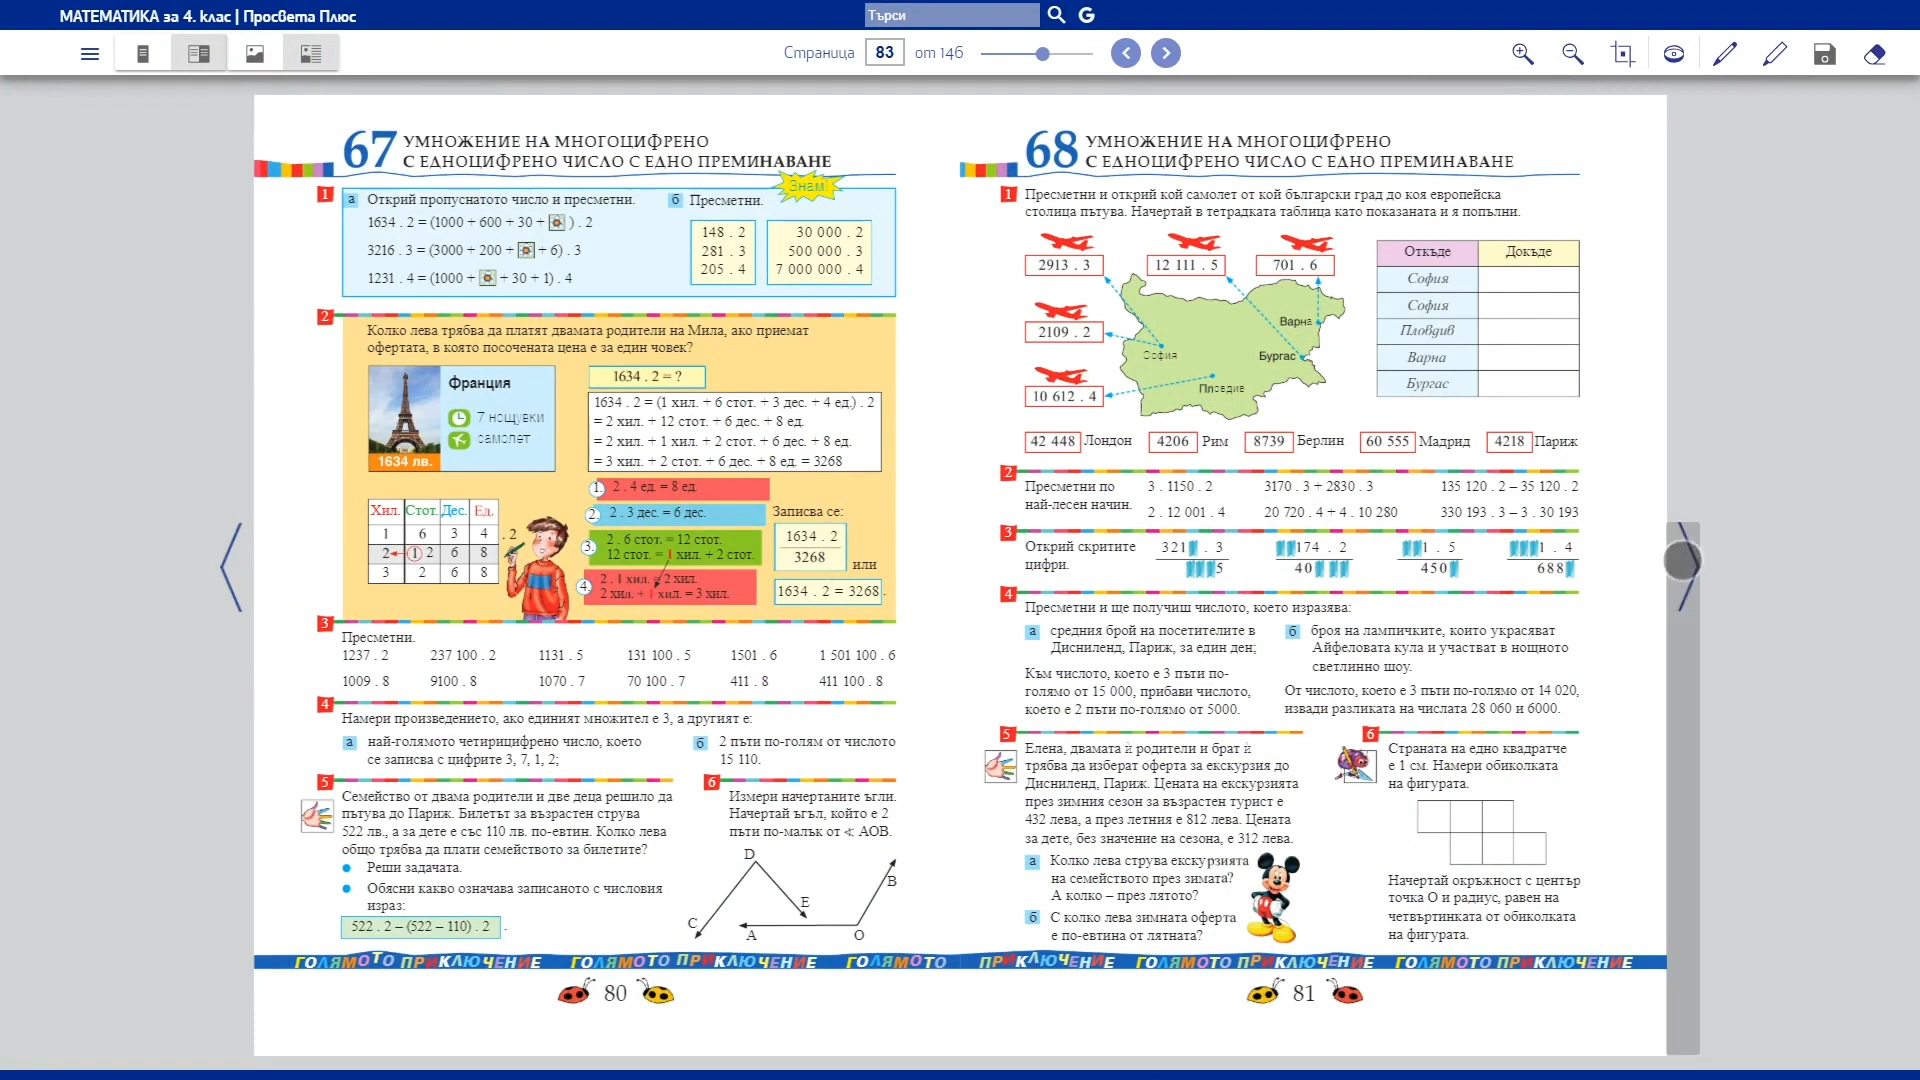 МАТЕМАТИКА за 4. клас | Просвета Плюс
Търси
Страница 83 от 146
67 УМНОЖЕНИЕ НА МНОГОЦИФРЕНО
С ЕДНОЦИФРЕНО ЧИСЛО С ЕДНО ПРЕМИНАВАНЕ
Знам!
1 а Открий пропуснатото число и пресметни.
1634 . 2 = (1000 + 600 + 30 + ) . 2
3216 . 3 = (3000 + 200 + + 6) . 3
1231 . 4 = (1000 + + 30 + 1) . 4
б Пресметни.
148 . 2
281 . 3
205 . 4
30 000 . 2
500 000 . 3
7 000 000 . 4
2 Колко лева трябва да платят двамата родители на Мила, ако приемат
офертата, в която посочената цена е за един човек?
Франция
7 нощувки
самолет
1634 лв.
1634 . 2 = ?
1634 . 2 = (1 хил. + 6 стот. + 3 дес. + 4 ед.) . 2
= 2 хил. + 12 стот. + 6 дес. + 8 ед.
= 2 хил. + 1 хил. + 2 стот. + 6 дес. + 8 ед.
= 3 хил. + 2 стот. + 6 дес. + 8 ед. = 3268
Хил. Стот. Дес. Ед.
1 6 3 4 . 2
2 1 2 6 8
3 2 6 8
1. 2 . 4 ед. = 8 ед.
2. 2 . 3 дес. = 6 дес.
3. 2 . 6 стот. = 12 стот.
12 стот. = 1 хил. + 2 стот.
4. 2 . 1 хил. = 2 хил.
2 хил. + 1 хил. = 3 хил.
Записва се:
1634 . 2
3268
или
1634 . 2 = 3268 .
3 Пресметни.
1237 . 2 237 100 . 2 1131 . 5 131 100 . 5 1501 . 6 1 501 100 . 6
1009 . 8 9100 . 8 1070 . 7 70 100 . 7 411 . 8 411 100 . 8
4 Намери произведението, ако единият множител е 3, а другият е:
а най-голямото четирицифрено число, което
се записва с цифрите 3, 7, 1, 2;
б 2 пъти по-голям от числото
15 110.
5 Семейство от двама родители и две деца решило да
пътува до Париж. Билетът за възрастен струва
522 лв., а за дете е със 110 лв. по-евтин. Колко лева
общо трябва да плати семейството за билетите?
Реши задачата.
Обясни какво означава записаното с числовия
израз:
522 . 2 – (522 – 110) . 2 .
6 Измери начертаните ъгли.
Начертай ъгъл, който е 2
пъти по-малък от ∢ AOB.
D
E
C
A
O
B
68 УМНОЖЕНИЕ НА МНОГОЦИФРЕНО
С ЕДНОЦИФРЕНО ЧИСЛО С ЕДНО ПРЕМИНАВАНЕ
1 Пресметни и открий кой самолет от кой български град до коя европейска
столица пътува. Начертай в тетрадката таблица като показаната и я попълни.
2913 . 3
12 111 . 5
701 . 6
2109 . 2
10 612 . 4
София
Варна
Бургас
Пловдив
Откъде Докъде
София
София
Пловдив
Варна
Бургас
42 448 Лондон 4206 Рим 8739 Берлин 60 555 Мадрид 4218 Париж
2 Пресметни по
най-лесен начин.
3 . 1150 . 2 3170 . 3 + 2830 . 3 135 120 . 2 – 35 120 . 2
2 . 12 001 . 4 20 720 . 4 + 4 . 10 280 330 193 . 3 – 3 . 30 193
3 Открий скритите
цифри.
321 . 3 174 . 2 1 . 5 1 . 4
5 40 450 688
4 Пресметни и ще получиш числото, което изразява:
а средния брой на посетителите в
Дисниленд, Париж, за един ден;
Към числото, което е 3 пъти по-
голямо от 15 000, прибави числото,
което е 2 пъти по-голямо от 5000.
б броя на лампичките, които украсяват
Айфеловата кула и участват в нощното
светлинно шоу.
От числото, което е 3 пъти по-голямо от 14 020,
извади разликата на числата 28 060 и 6000.
5 Елена, двамата ѝ родители и брат ѝ
трябва да изберат оферта за екскурзия до
Дисниленд, Париж. Цената на екскурзията
през зимния сезон за възрастен турист е
432 лева, а през летния е 812 лева. Цената
за дете, без значение на сезона, е 312 лева.
а Колко лева струва екскурзията
на семейството през зимата?
А колко – през лятото?
б С колко лева зимната оферта
е по-евтина от лятната?
6 Страната на едно квадратче
е 1 см. Намери обиколката
на фигурата.
Начертай окръжност с център
точка O и радиус, равен на
четвъртинката от обиколката
на фигурата.
ГОЛЯМОТО ПРИКЛЮЧЕНИЕ ГОЛЯМОТО ПРИКЛЮЧЕНИЕ ГОЛЯМОТО ПРИКЛЮЧЕНИЕ ГОЛЯМОТО ПРИКЛЮЧЕНИЕ ГОЛЯМОТО ПРИКЛЮЧЕНИЕ
80
81